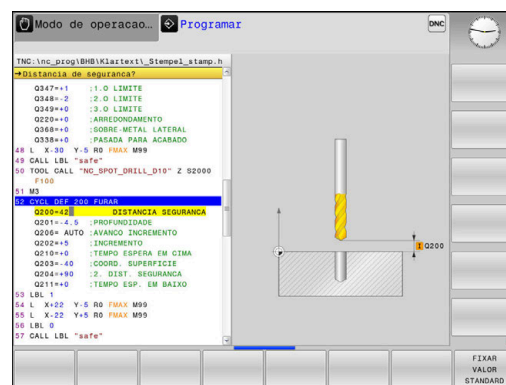 Modo de operacao...
Programar
DNC
TNC:\nc_prog\BHB\Klartext\_Stempel_stamp.h
→Distancia de seguranca?
Q347=+1 ;1.O LIMITE
Q348=-2 ;2.O LIMITE
Q349=+0 ;3.O LIMITE
Q220=+0 ;ARREDONDAMENTO
Q368=+0 ;SOBRE-METAL LATERAL
Q338=+0 ;PASADA PARA ACABADO
48 L X-30 Y-5 R0 FMAX M99
49 CALL LBL "safe"
50 TOOL CALL "NC_SPOT_DRILL_D10" Z S2000
F100
51 M3
52 CYCL DEF 200 FURAR
Q200=42 DISTANCIA SEGURANCA
Q201=-4.5 ;PROFUNDIDADE
Q206= AUTO ;AVANCO INCREMENTO
Q202=+5 ;INCREMENTO
Q210=+0 ;TEMPO ESPERA EM CIMA
Q203=-40 ;COORD. SUPERFICIE
Q204=+90 ;2. DIST. SEGURANCA
Q211=+0 ;TEMPO ESP. EM BAIXO
53 LBL 1
54 L X+22 Y-5 R0 FMAX M99
55 L X-22 Y+5 R0 FMAX M99
56 LBL 0
57 CALL LBL "safe"
I Q200
FIXAR
VALOR
STANDARD